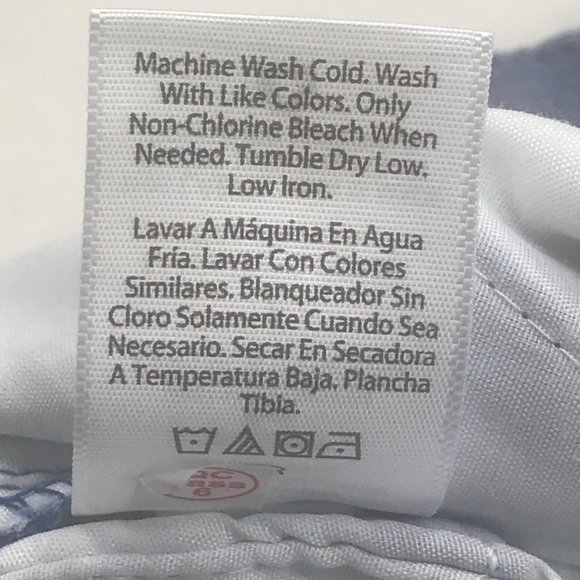 Machine Wash Cold. Wash
With Like Colors. Only
Non-Chlorine Bleach When
Needed. Tumble Dry Low.
Low Iron.
Lavar A Máquina En Agua
Fría. Lavar Con Colores
Similares. Blanqueador Sin
Cloro Solamente Cuando Sea
Necesario. Secar En Secadora
A Temperatura Baja. Plancha
Tibia.